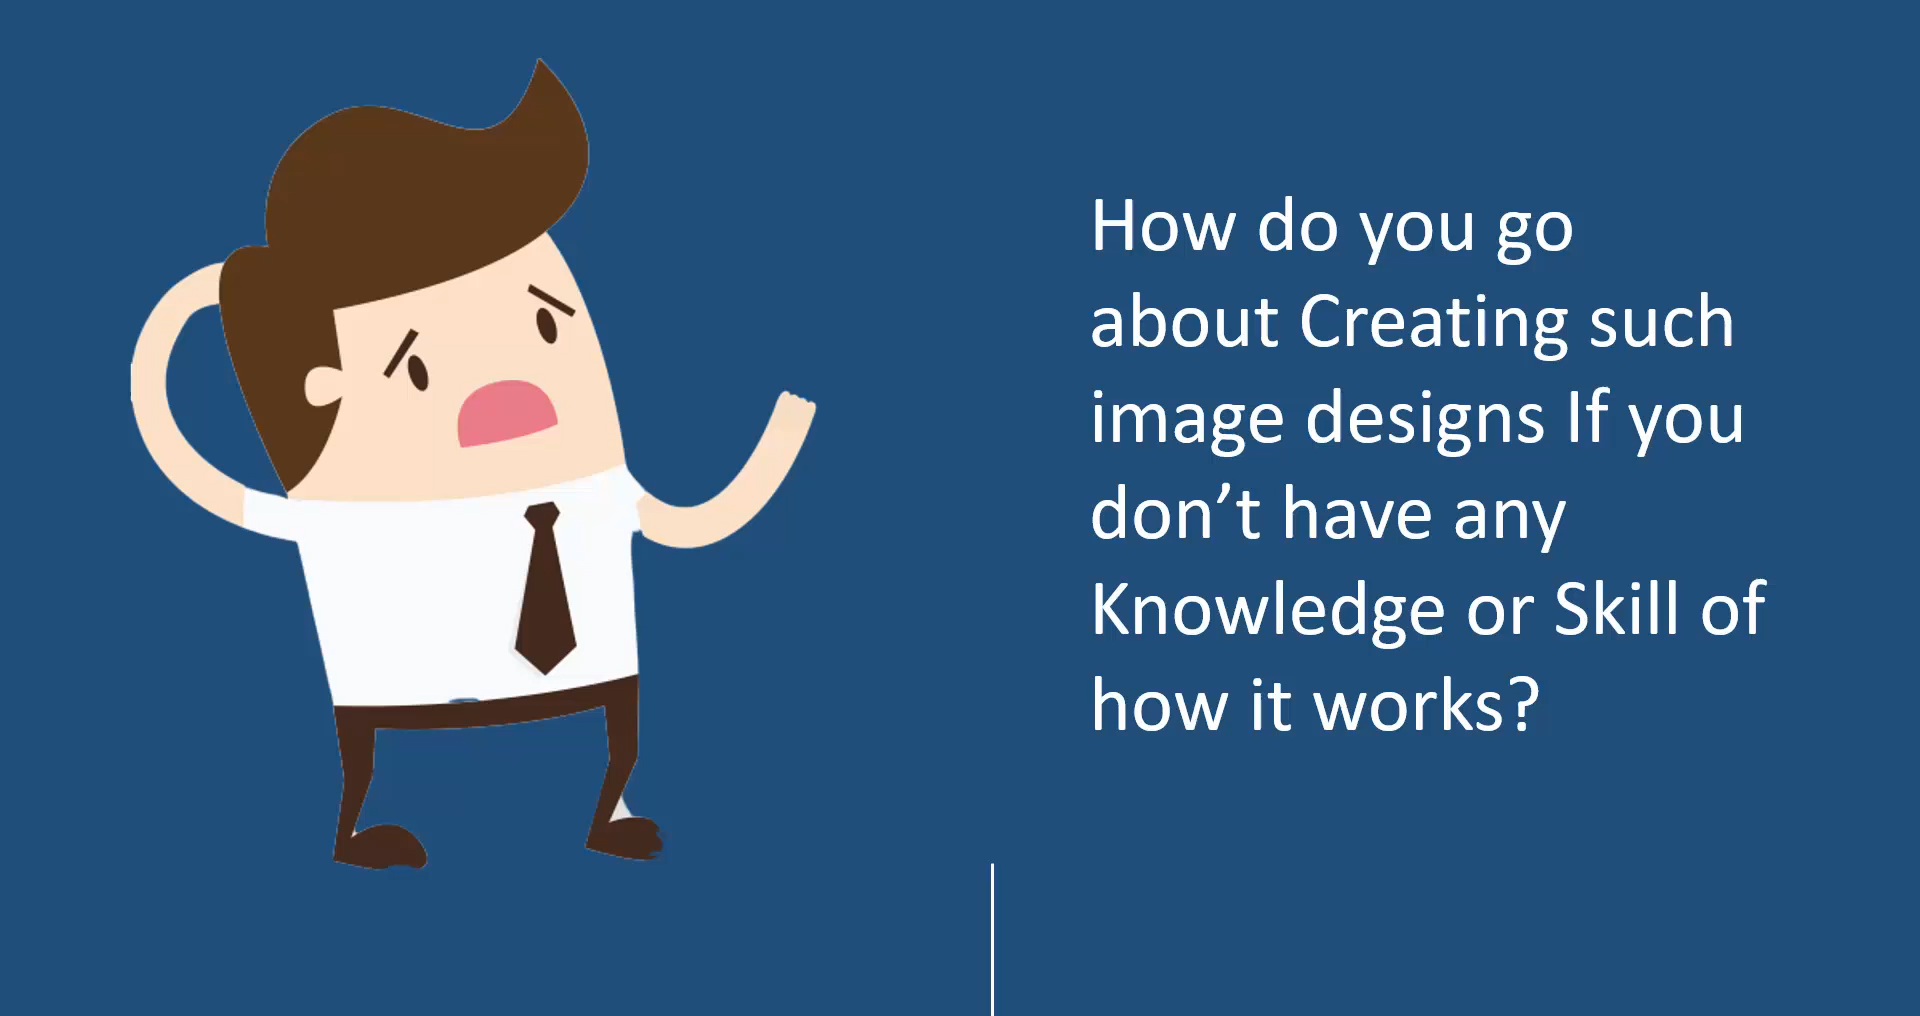 How do you go
about Creating such
image designs If you
don’t have any
Knowledge or Skill of
how it works?